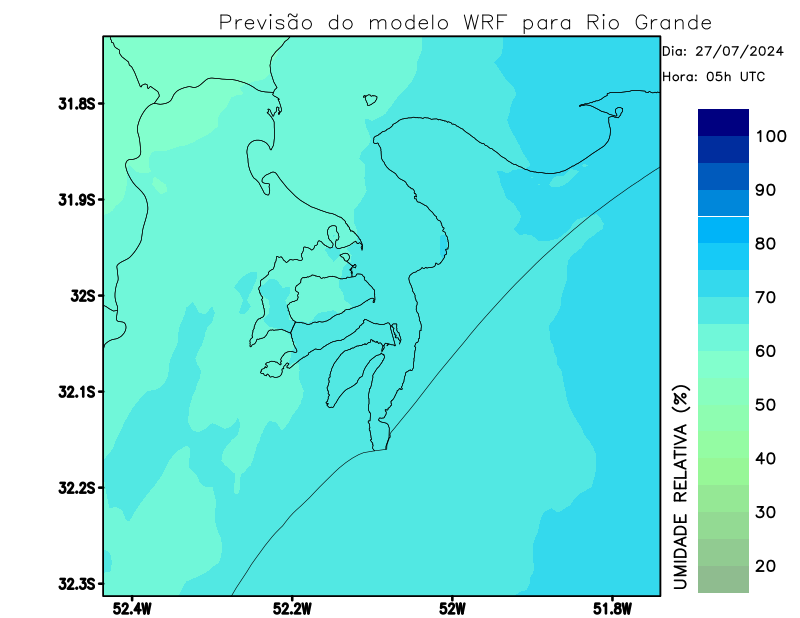 Previsão do modelo WRF para Rio Grande
Dia: 27/07/2024
Hora: 05h UTC
31.8S
31.9S
32S
32.1S
32.2S
32.3S
52.4W
52.2W
52W
51.8W
100
90
80
70
60
50
40
30
20
UMIDADE RELATIVA (%)